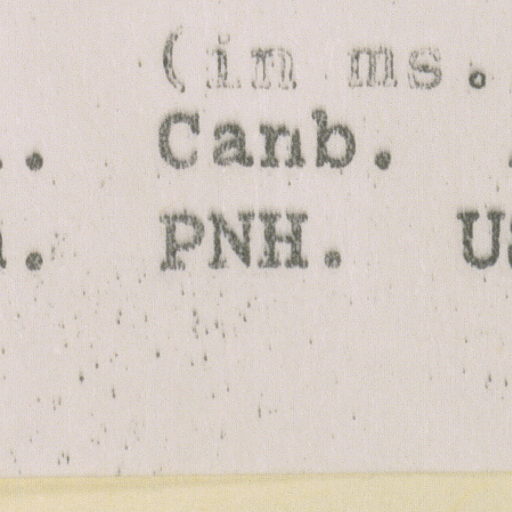 (in ms.
Canb.
PNH. U